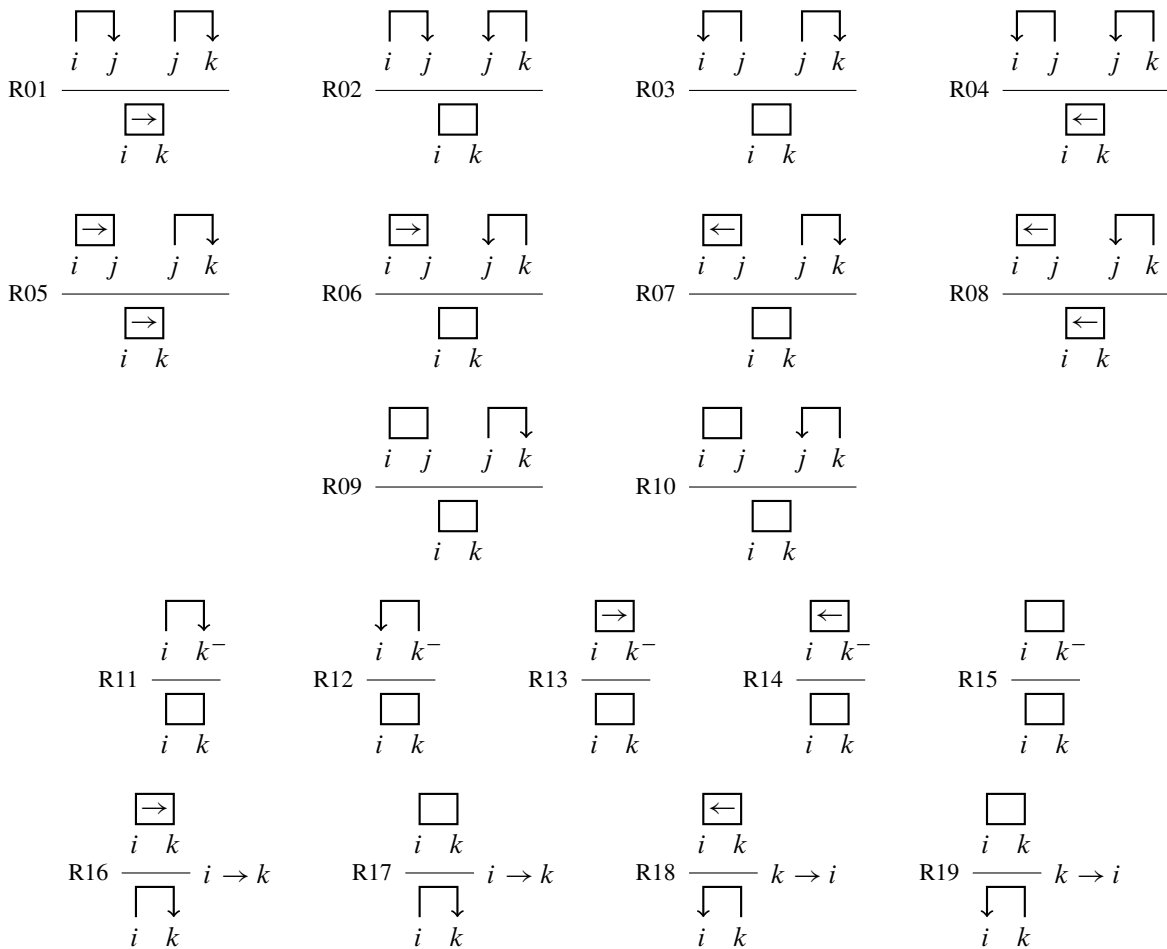 i j j k i j j k i j j k i j j k
R01 R02 R03 R04
→ ←
i k i k i k i k
→ → ← ←
i j j k i j j k i j j k i j j k
R05 R06 R07 R08
→ ←
i k i k i k i k
i j j k i j j k
R09 R10
i k i k
→ ←
i k⁻ i k⁻ i k⁻ i k⁻ i k⁻
R11 R12 R13 R14 R15
i k i k i k i k i k
→ ←
i k i k i k i k
R16 i → k R17 i → k R18 k → i R19 k → i
i k i k i k i k